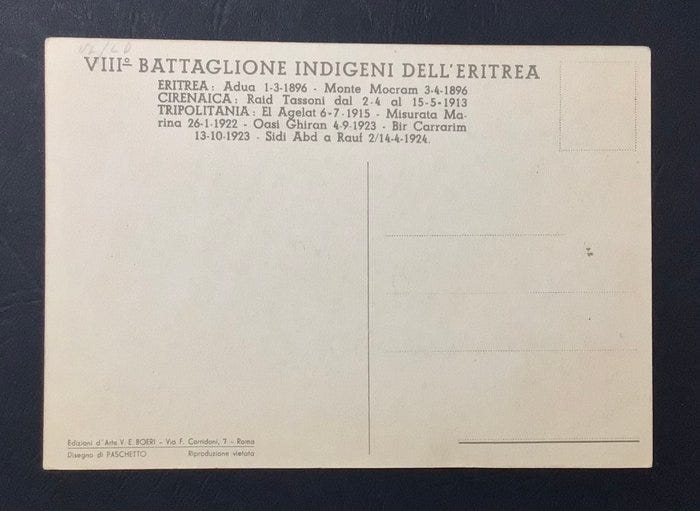 VIIIº BATTAGLIONE INDIGENI DELL'ERITREA
ERITREA: Adua 1-3-1896 - Monte Mocram 3-4-1896
CIRENAICA: Raid Tassoni dal 2-4 al 15-5-1913
TRIPOLITANIA: El Agelat 6-7-1915 - Misurata Ma-
rina 26-1-1922 - Oasi Ghiran 4-9-1923 - Bir Carrarim
13-10-1923 - Sidi Abd a Rauf 2/14-4-1924.
Edizioni d'Arte V. E. BOERI - Via F. Corridoni, 7 - Roma
Disegno di PASCHETTO Riproduzione vietata